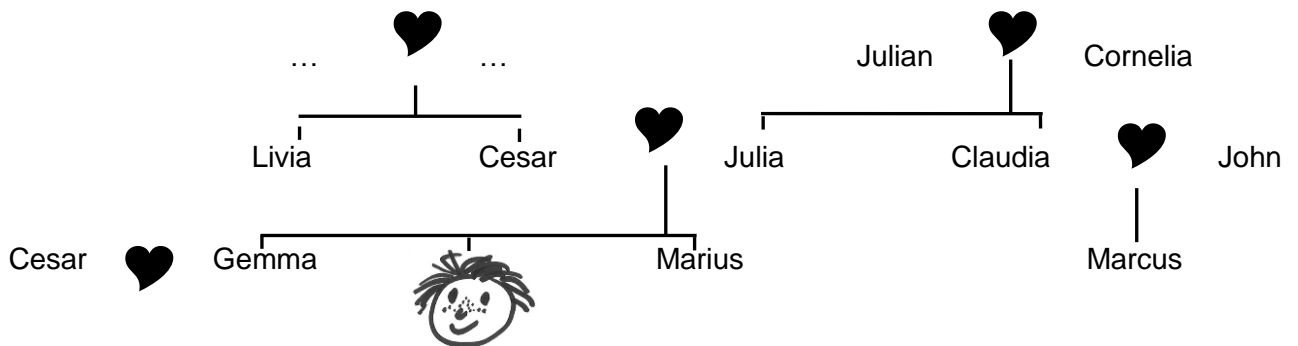 … … Julian Cornelia
Livia Cesar Julia Claudia John
Cesar Gemma Marius Marcus